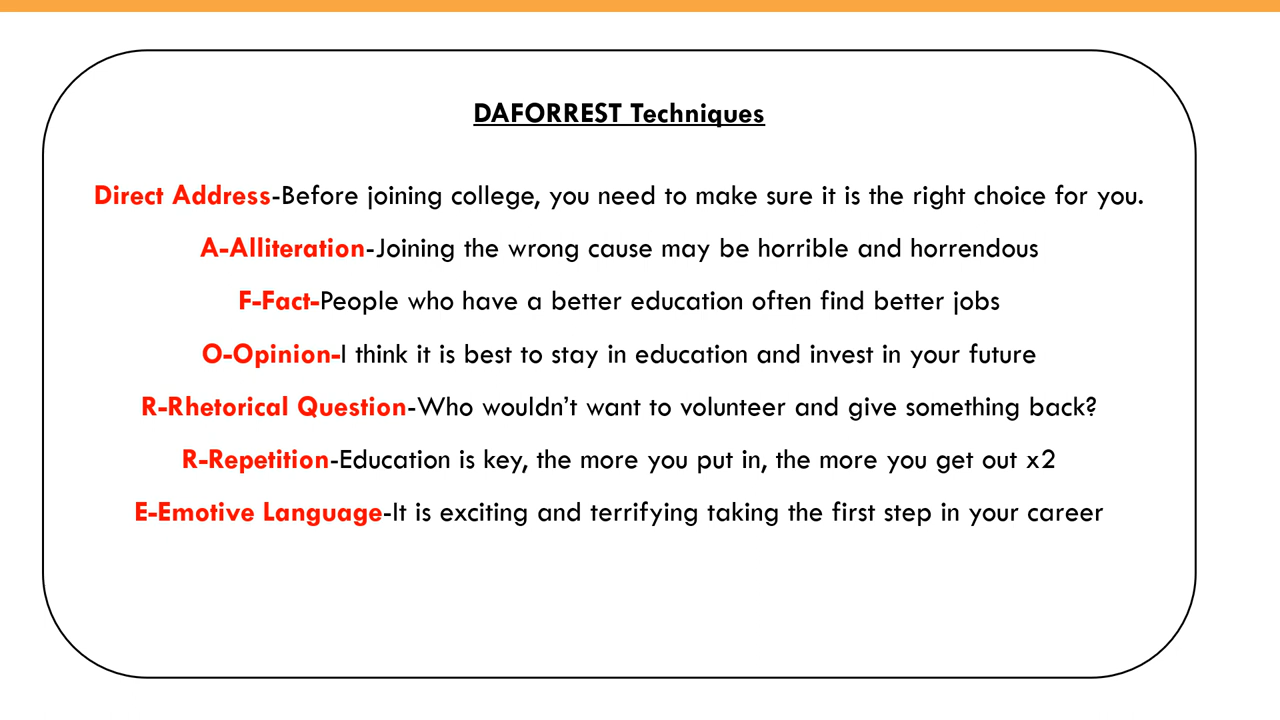 DAFORREST Techniques
Direct Address-Before joining college, you need to make sure it is the right choice for you.
A-Alliteration-Joining the wrong cause may be horrible and horrendous
F-Fact-People who have a better education often find better jobs
O-Opinion-I think it is best to stay in education and invest in your future
R-Rhetorical Question-Who wouldn’t want to volunteer and give something back?
R-Repetition-Education is key, the more you put in, the more you get out x2
E-Emotive Language-It is exciting and terrifying taking the first step in your career